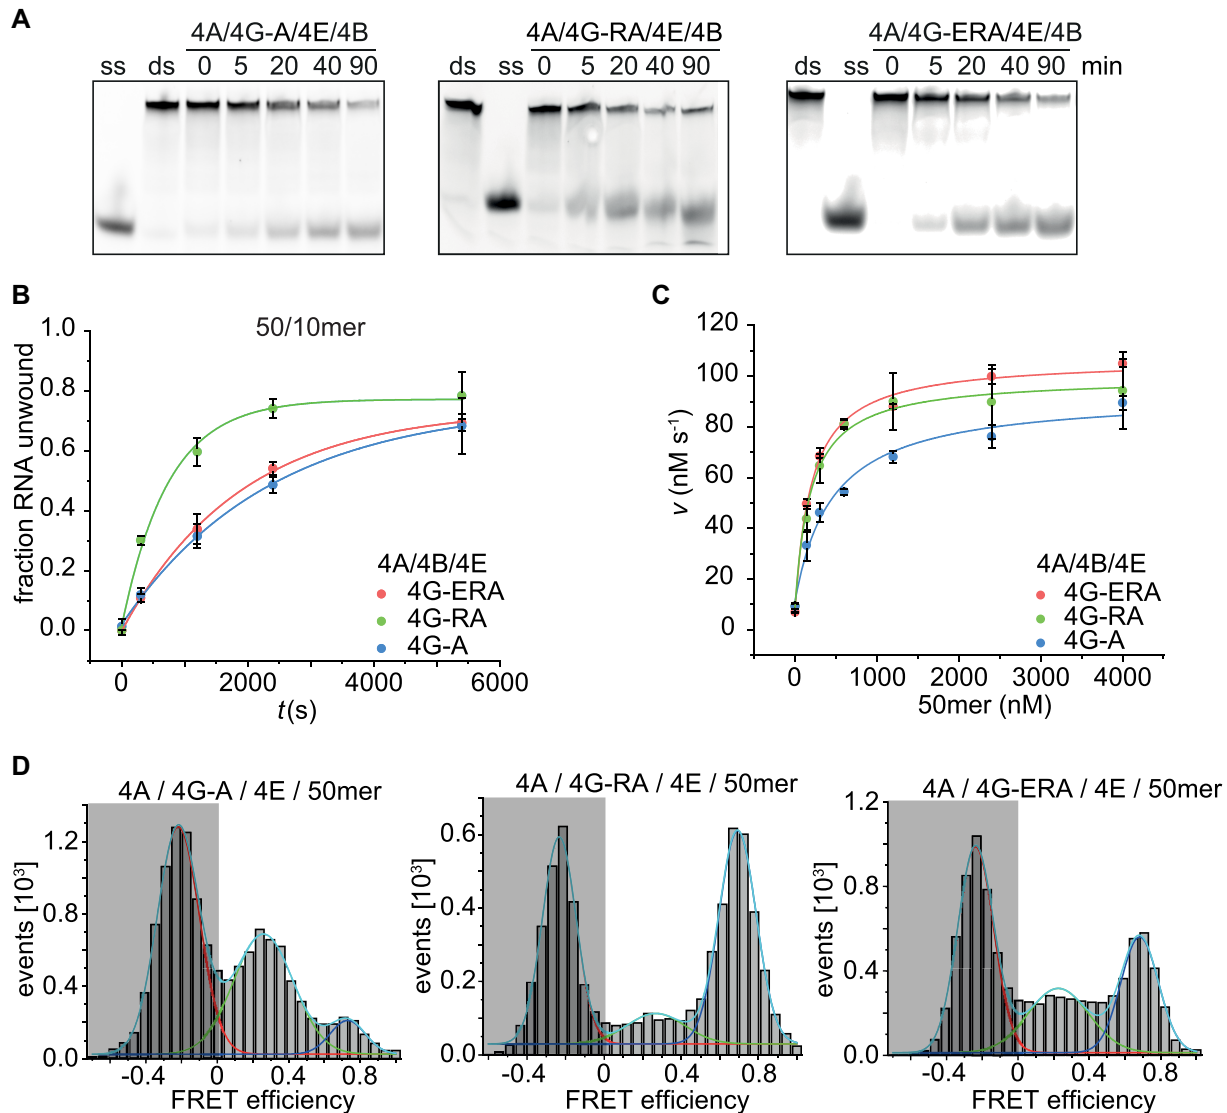 A
4A/4G-A/4E/4B
ss ds 0 5 20 40 90
4A/4G-RA/4E/4B
ds ss 0 5 20 40 90
4A/4G-ERA/4E/4B
ds ss 0 5 20 40 90 min
B
50/10mer
fraction RNA unwound
1.0
0.8
0.6
0.4
0.2
0.0
4A/4B/4E
4G-ERA
4G-RA
4G-A
0 2000 4000 6000
t(s)
C
v (nM s-1)
120
100
80
60
40
20
0
4A/4B/4E
4G-ERA
4G-RA
4G-A
0 1000 2000 3000 4000
50mer (nM)
D
4A / 4G-A / 4E / 50mer
events [10³]
1.2
0.8
0.4
0.0
-0.4 0 0.4 0.8
FRET efficiency
4A / 4G-RA / 4E / 50mer
events [10³]
0.6
0.4
0.2
0.0
-0.4 0 0.4 0.8
FRET efficiency
4A / 4G-ERA / 4E / 50mer
events [10³]
1.2
0.8
0.4
0.0
-0.4 0 0.4 0.8
FRET efficiency